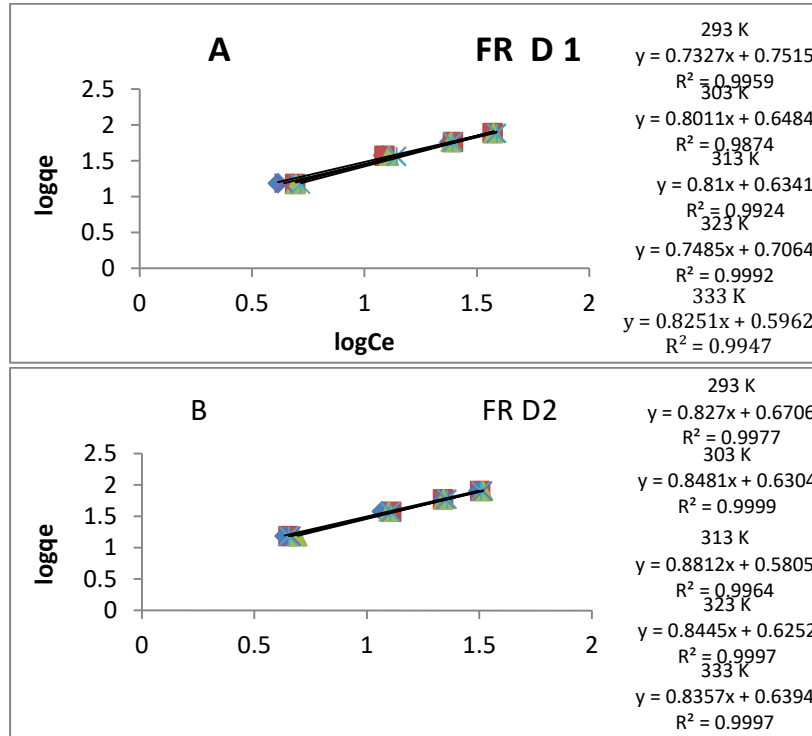 A
FR D 1
2.5
2
1.5
1
0.5
0
logqe
0
0.5
1
1.5
2
logCe
293 K
y = 0.7327x + 0.7515
R² = 0.9959
303 K
y = 0.8011x + 0.6484
R² = 0.9874
313 K
y = 0.81x + 0.6341
R² = 0.9924
323 K
y = 0.7485x + 0.7064
R² = 0.9992
333 K
y = 0.8251x + 0.5962
R² = 0.9947
B
FR D2
2.5
2
1.5
1
0.5
0
logqe
0
0.5
1
1.5
2
293 K
y = 0.827x + 0.6706
R² = 0.9977
303 K
y = 0.8481x + 0.6304
R² = 0.9999
313 K
y = 0.8812x + 0.5805
R² = 0.9964
323 K
y = 0.8445x + 0.6252
R² = 0.9997
333 K
y = 0.8357x + 0.6394
R² = 0.9997